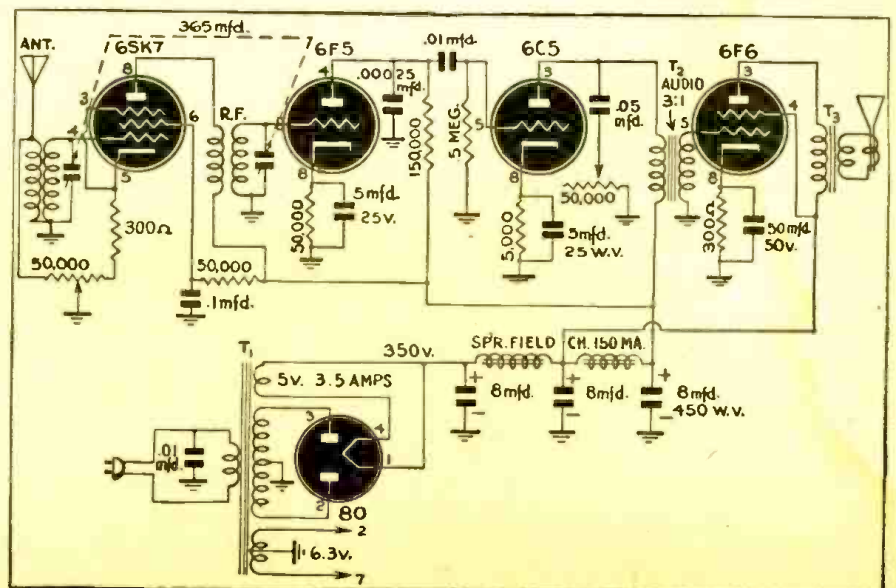 365 mfd.
ANT.
6SK7
6F5
.01 mfd.
6C5
T2
AUDIO
3:1
6F6
T3
8
3
4
6
5
R.F.
4
5
8
.00025
mfd.
150,000
.5 MEG.
3
5
8
.05
mfd.
50,000
3
4
5
8
300Ω
50,000
50,000
.1 mfd.
50,000
5 mfd.
25 V.
5,000
5 mfd.
25 W.V.
300Ω
50 mfd
50 v.
T1
350 v.
SPR. FIELD
CH. 150 MA.
5 v. 3.5 AMPS
+
-
8 mfd.
+
-
8 mfd.
+
-
8 mfd.
450 W.V.
.01
mfd.
3
4
1
2
80
2
6.3 v.
7